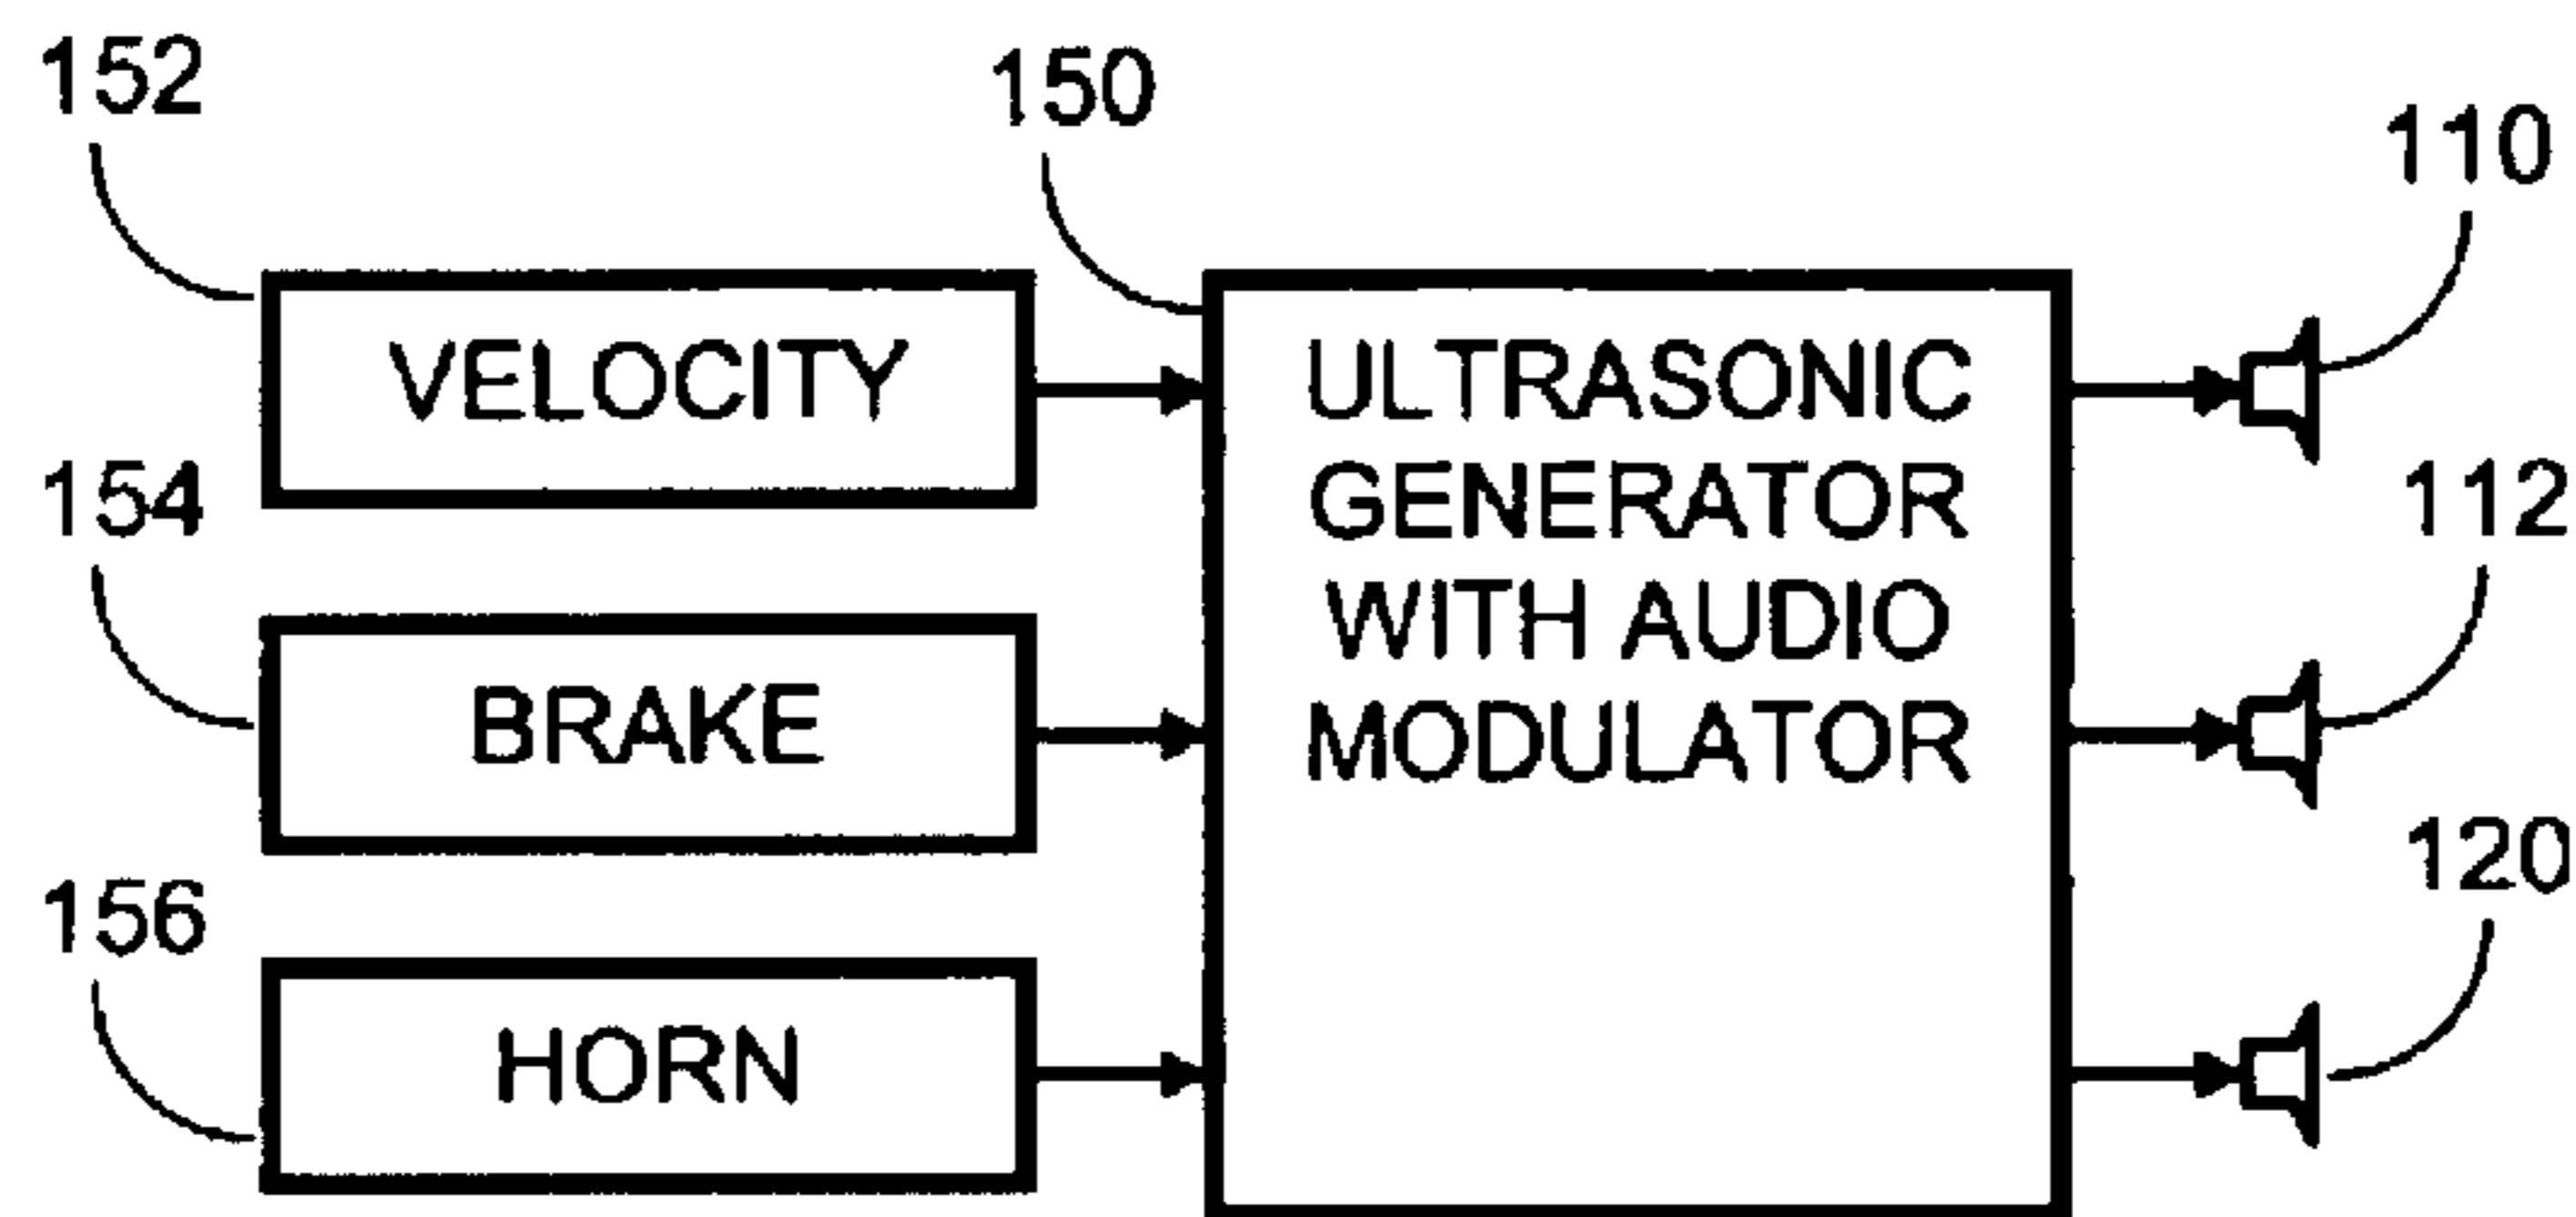 152
150
110
VELOCITY
ULTRASONIC
GENERATOR
WITH AUDIO
MODULATOR
154
112
BRAKE
156
120
HORN